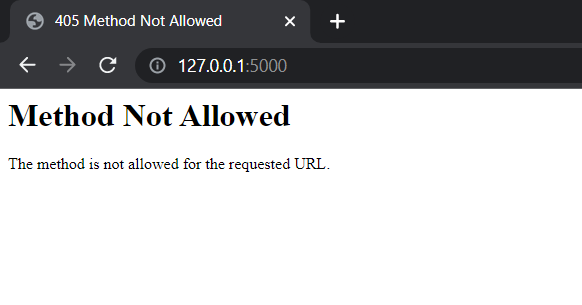 405 Method Not Allowed
127.0.0.1:5000
Method Not Allowed
The method is not allowed for the requested URL.